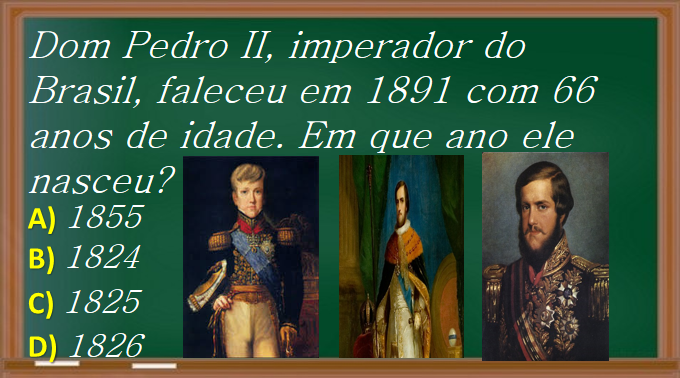 Dom Pedro II, imperador do
Brasil, faleceu em 1891 com 66
anos de idade. Em que ano ele
nasceu?
A) 1855
B) 1824
C) 1825
D) 1826